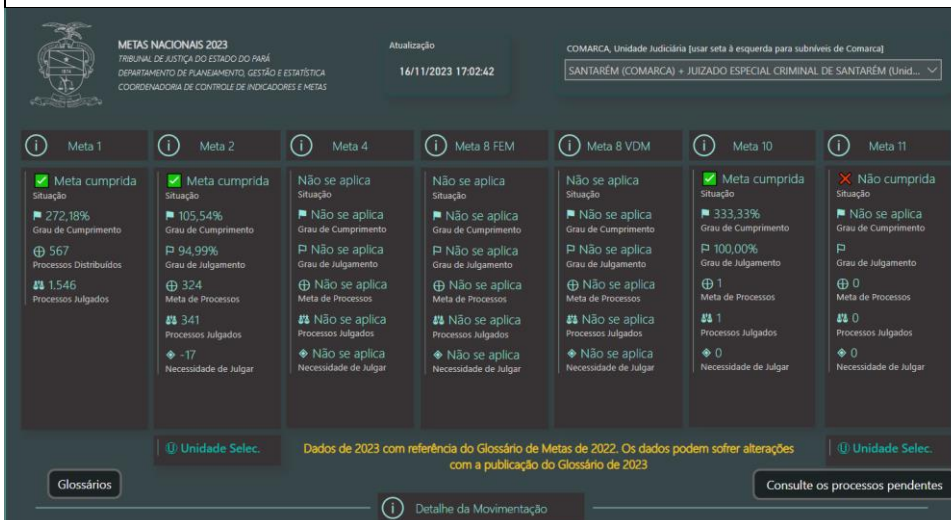 METAS NACIONAIS 2023
TRIBUNAL DE JUSTIÇA DO ESTADO DO PARÁ
DEPARTAMENTO DE PLANEJAMENTO, GESTÃO E ESTATÍSTICA
COORDENADORIA DE CONTROLE DE INDICADORES E METAS
Atualização
16/11/2023 17:02:42
COMARCA, Unidade Judiciária [usar seta à esquerda para subníveis de Comarca]
SANTARÉM (COMARCA) + JUIZADO ESPECIAL CRIMINAL DE SANTARÉM (Unid...
Meta 1
Meta cumprida
Situação
272,18%
Grau de Cumprimento
567
Processos Distribuídos
1.546
Processos Julgados
Meta 2
Meta cumprida
Situação
105,54%
Grau de Cumprimento
94,99%
Grau de Julgamento
324
Meta de Processos
341
Processos Julgados
-17
Necessidade de Julgar
Unidade Selec.
Meta 4
Não se aplica
Situação
Não se aplica
Grau de Cumprimento
Não se aplica
Grau de Julgamento
Não se aplica
Meta de Processos
Não se aplica
Processos Julgados
Não se aplica
Necessidade de Julgar
Meta 8 FEM
Não se aplica
Situação
Não se aplica
Grau de Cumprimento
Não se aplica
Grau de Julgamento
Não se aplica
Meta de Processos
Não se aplica
Processos Julgados
Não se aplica
Necessidade de Julgar
Meta 8 VDM
Não se aplica
Situação
Não se aplica
Grau de Cumprimento
Não se aplica
Grau de Julgamento
Não se aplica
Meta de Processos
Não se aplica
Processos Julgados
Não se aplica
Necessidade de Julgar
Meta 10
Meta cumprida
Situação
333,33%
Grau de Cumprimento
100,00%
Grau de Julgamento
1
Meta de Processos
1
Processos Julgados
0
Necessidade de Julgar
Meta 11
Não cumprida
Situação
Não se aplica
Grau de Cumprimento
Grau de Julgamento
0
Meta de Processos
0
Processos Julgados
0
Necessidade de Julgar
Unidade Selec.
Dados de 2023 com referência do Glossário de Metas de 2022. Os dados podem sofrer alterações
com a publicação do Glossário de 2023
Glossários
Consulte os processos pendentes
Detalhe da Movimentação